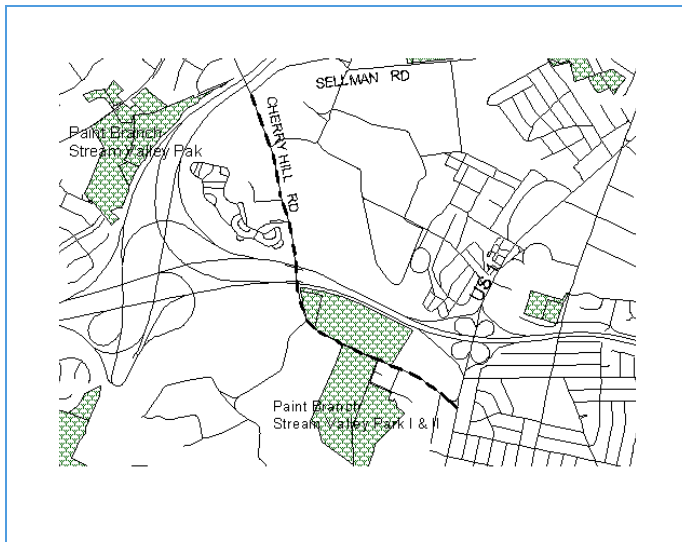 SELLMAN RD
CHERRY HILL RD
Paint Branch
Stream Valley Pak
US 1
Paint Branch
Stream Valley Park I & II